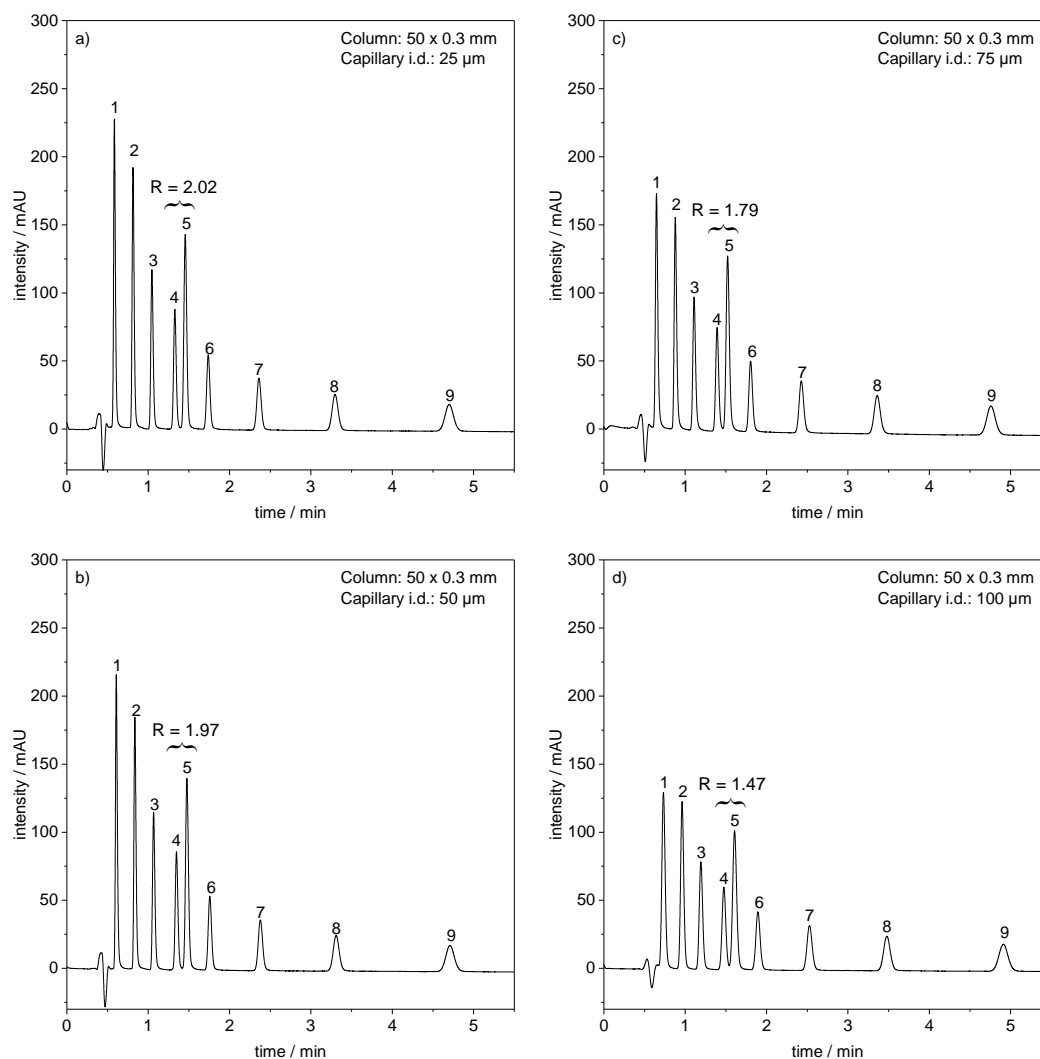 a)
Column: 50 x 0.3 mm
Capillary i.d.: 25 µm
300
250
200
150
100
50
0
intensity / mAU
1
2
3
4
R = 2.02
5
6
7
8
9
0 1 2 3 4 5
time / min
c)
Column: 50 x 0.3 mm
Capillary i.d.: 75 µm
300
250
200
150
100
50
0
intensity / mAU
1
2
3
4
R = 1.79
5
6
7
8
9
0 1 2 3 4 5
time / min
b)
Column: 50 x 0.3 mm
Capillary i.d.: 50 µm
300
250
200
150
100
50
0
intensity / mAU
1
2
3
4
R = 1.97
5
6
7
8
9
0 1 2 3 4 5
time / min
d)
Column: 50 x 0.3 mm
Capillary i.d.: 100 µm
300
250
200
150
100
50
0
intensity / mAU
1
2
3
4
R = 1.47
5
6
7
8
9
0 1 2 3 4 5
time / min